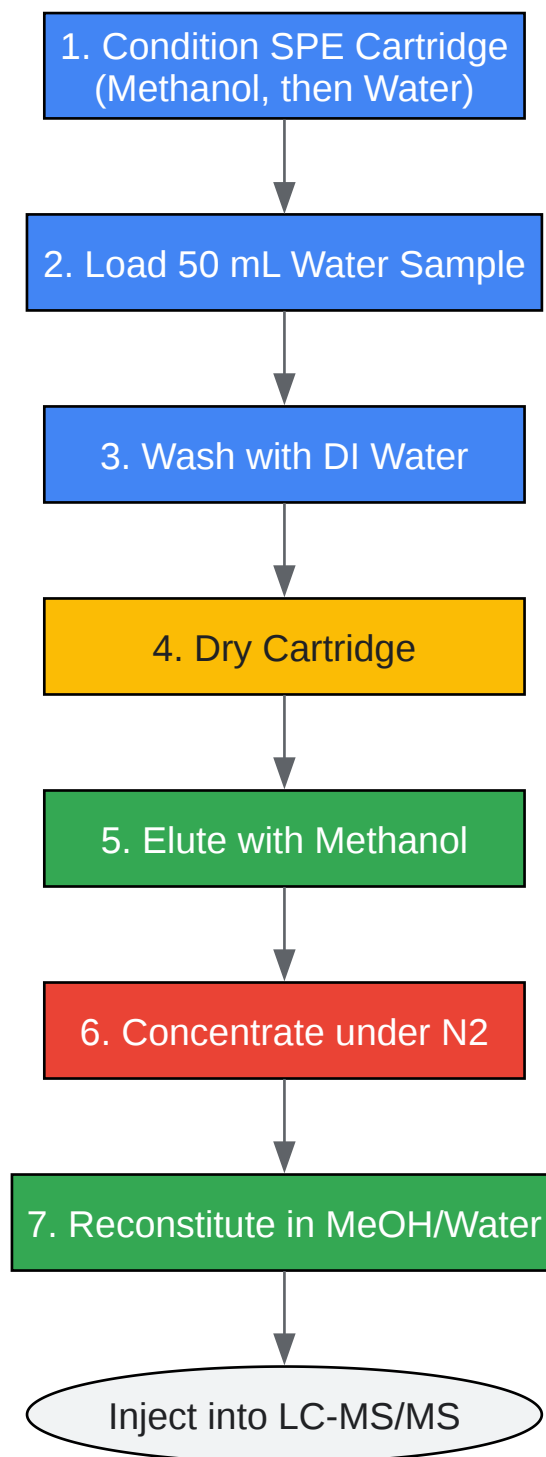 1. Condition SPE Cartridge
(Methanol, then Water)
2. Load 50 mL Water Sample
3. Wash with DI Water
4. Dry Cartridge
5. Elute with Methanol
6. Concentrate under N2
7. Reconstitute in MeOH/Water
Inject into LC-MS/MS